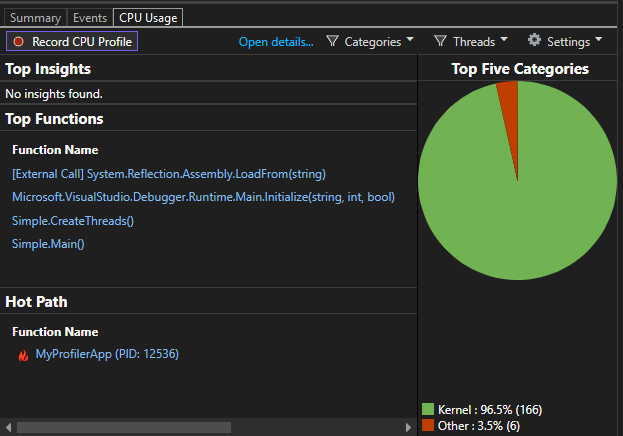 Summary Events CPU Usage
Record CPU Profile Open details... Categories Threads Settings
Top Insights
No insights found.
Top Functions
Function Name
[External Call] System.Reflection.Assembly.LoadFrom(string)
Microsoft.VisualStudio.Debugger.Runtime.Main.Initialize(string, int, bool)
Simple.CreateThreads()
Simple.Main()
Hot Path
Function Name
MyProfilerApp (PID: 12536)
Top Five Categories
Kernel : 96.5% (166)
Other : 3.5% (6)